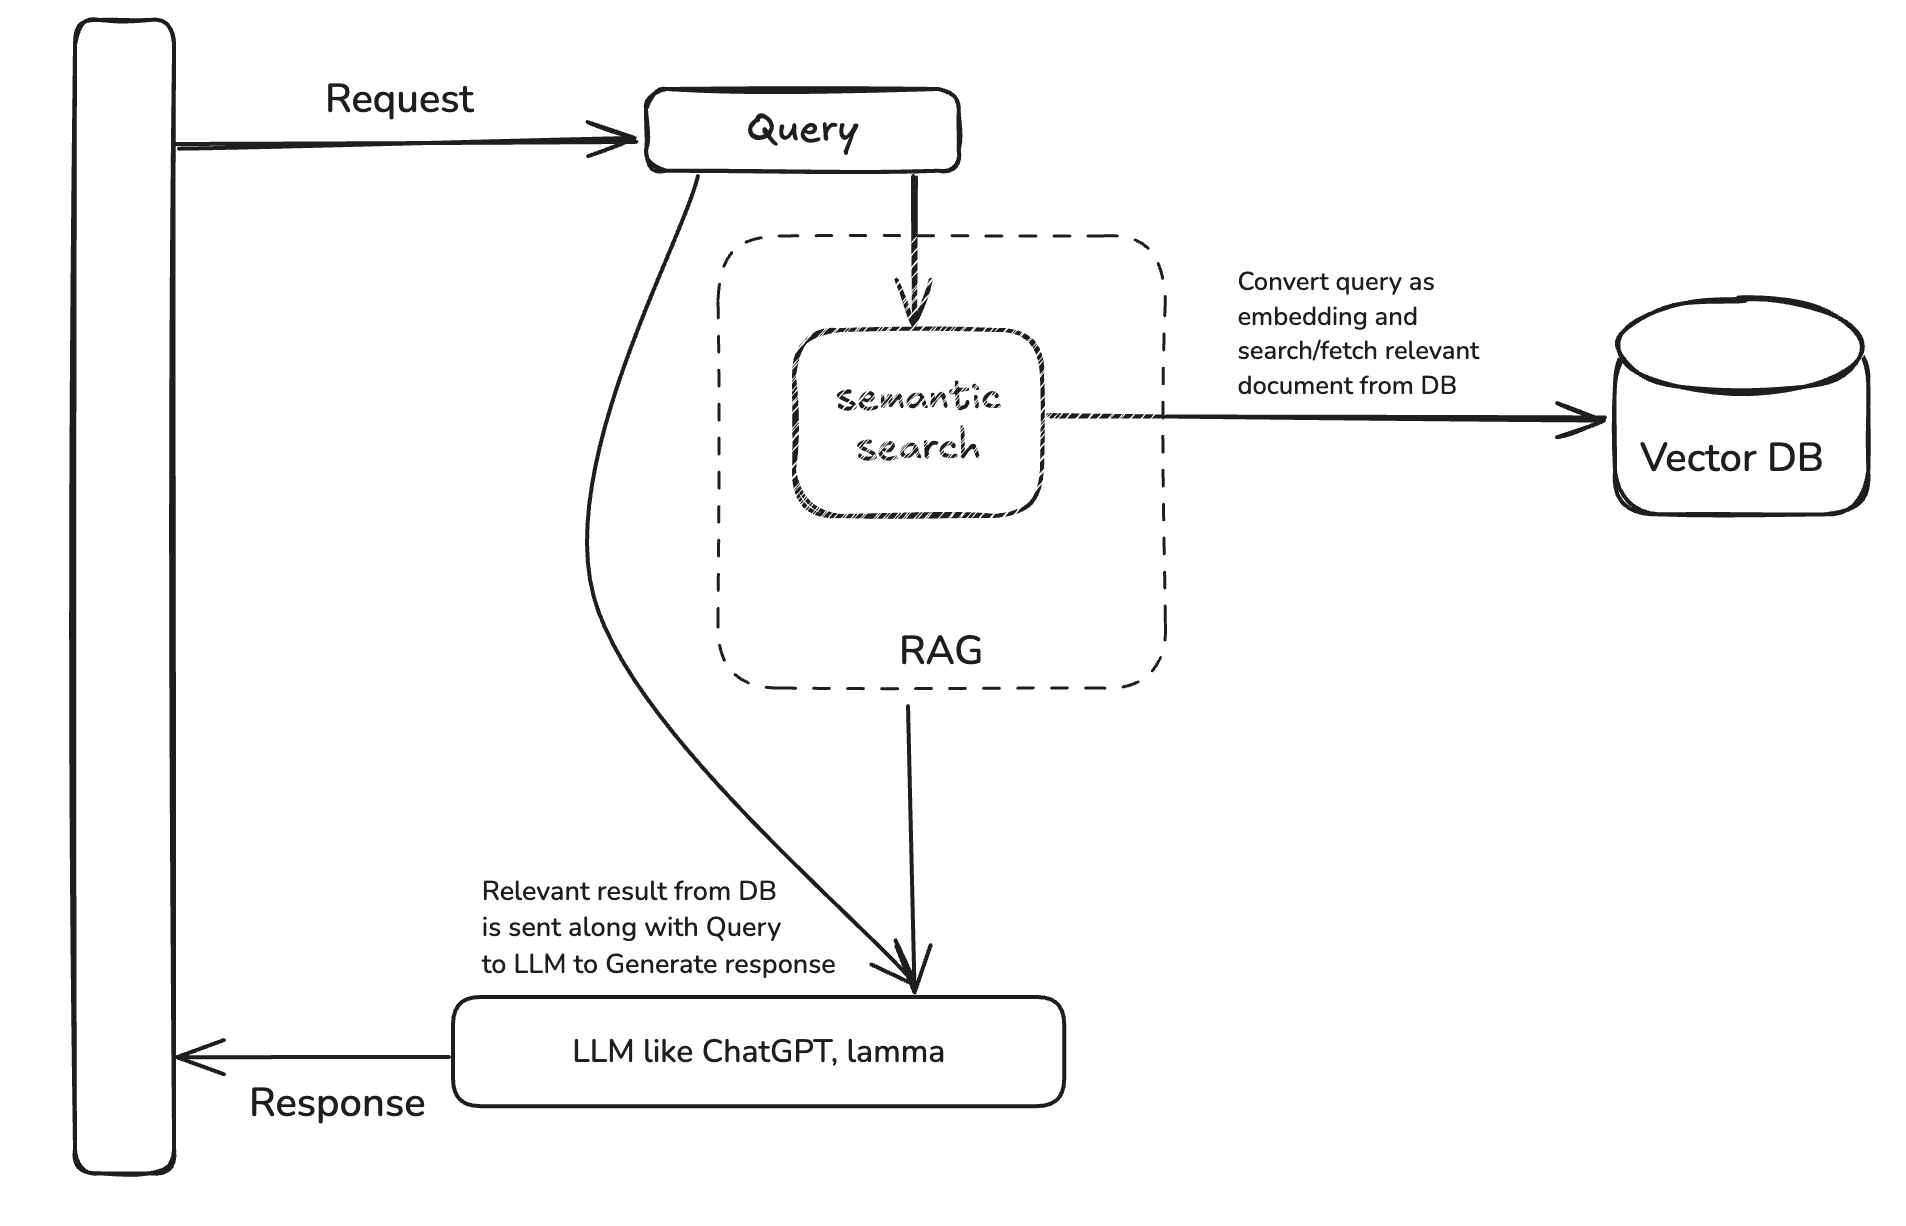 Request
Query
Convert query as
embedding and
search/fetch relevant
document from DB
semantic
search
Vector DB
RAG
Relevant result from DB
is sent along with Query
to LLM to Generate response
LLM like ChatGPT, lamma
Response